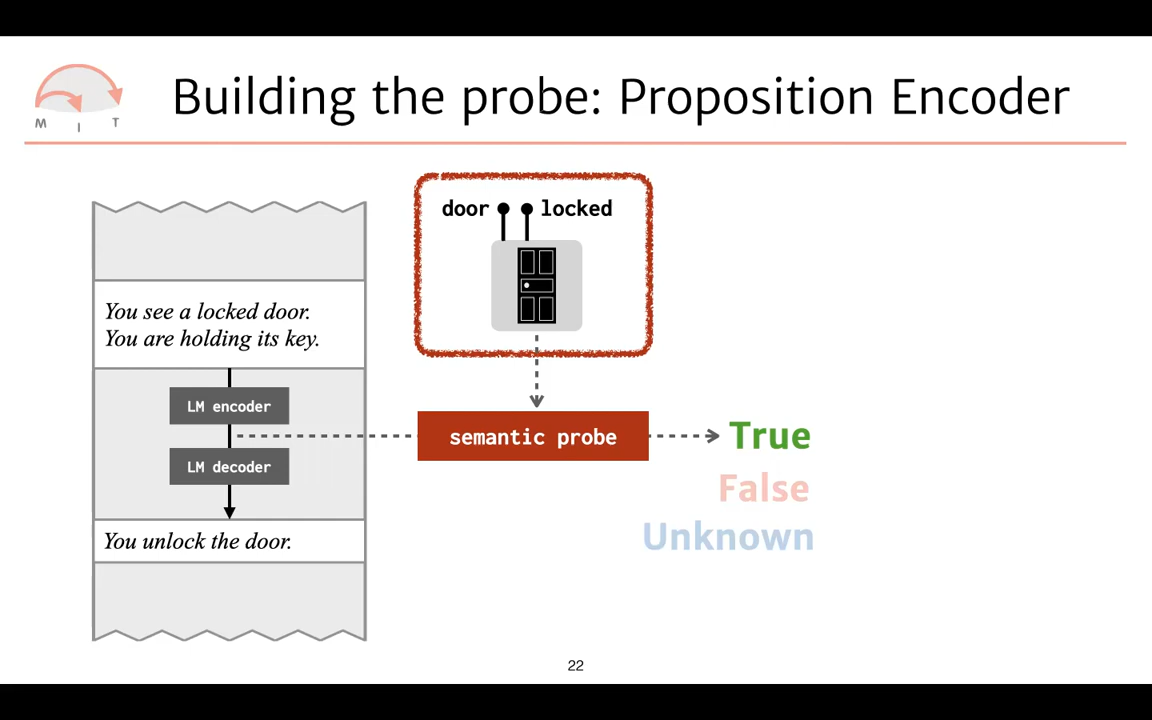 Building the probe: Proposition Encoder
M I T
door locked
You see a locked door.
You are holding its key.
LM encoder
semantic probe
True
LM decoder
False
Unknown
You unlock the door.
22